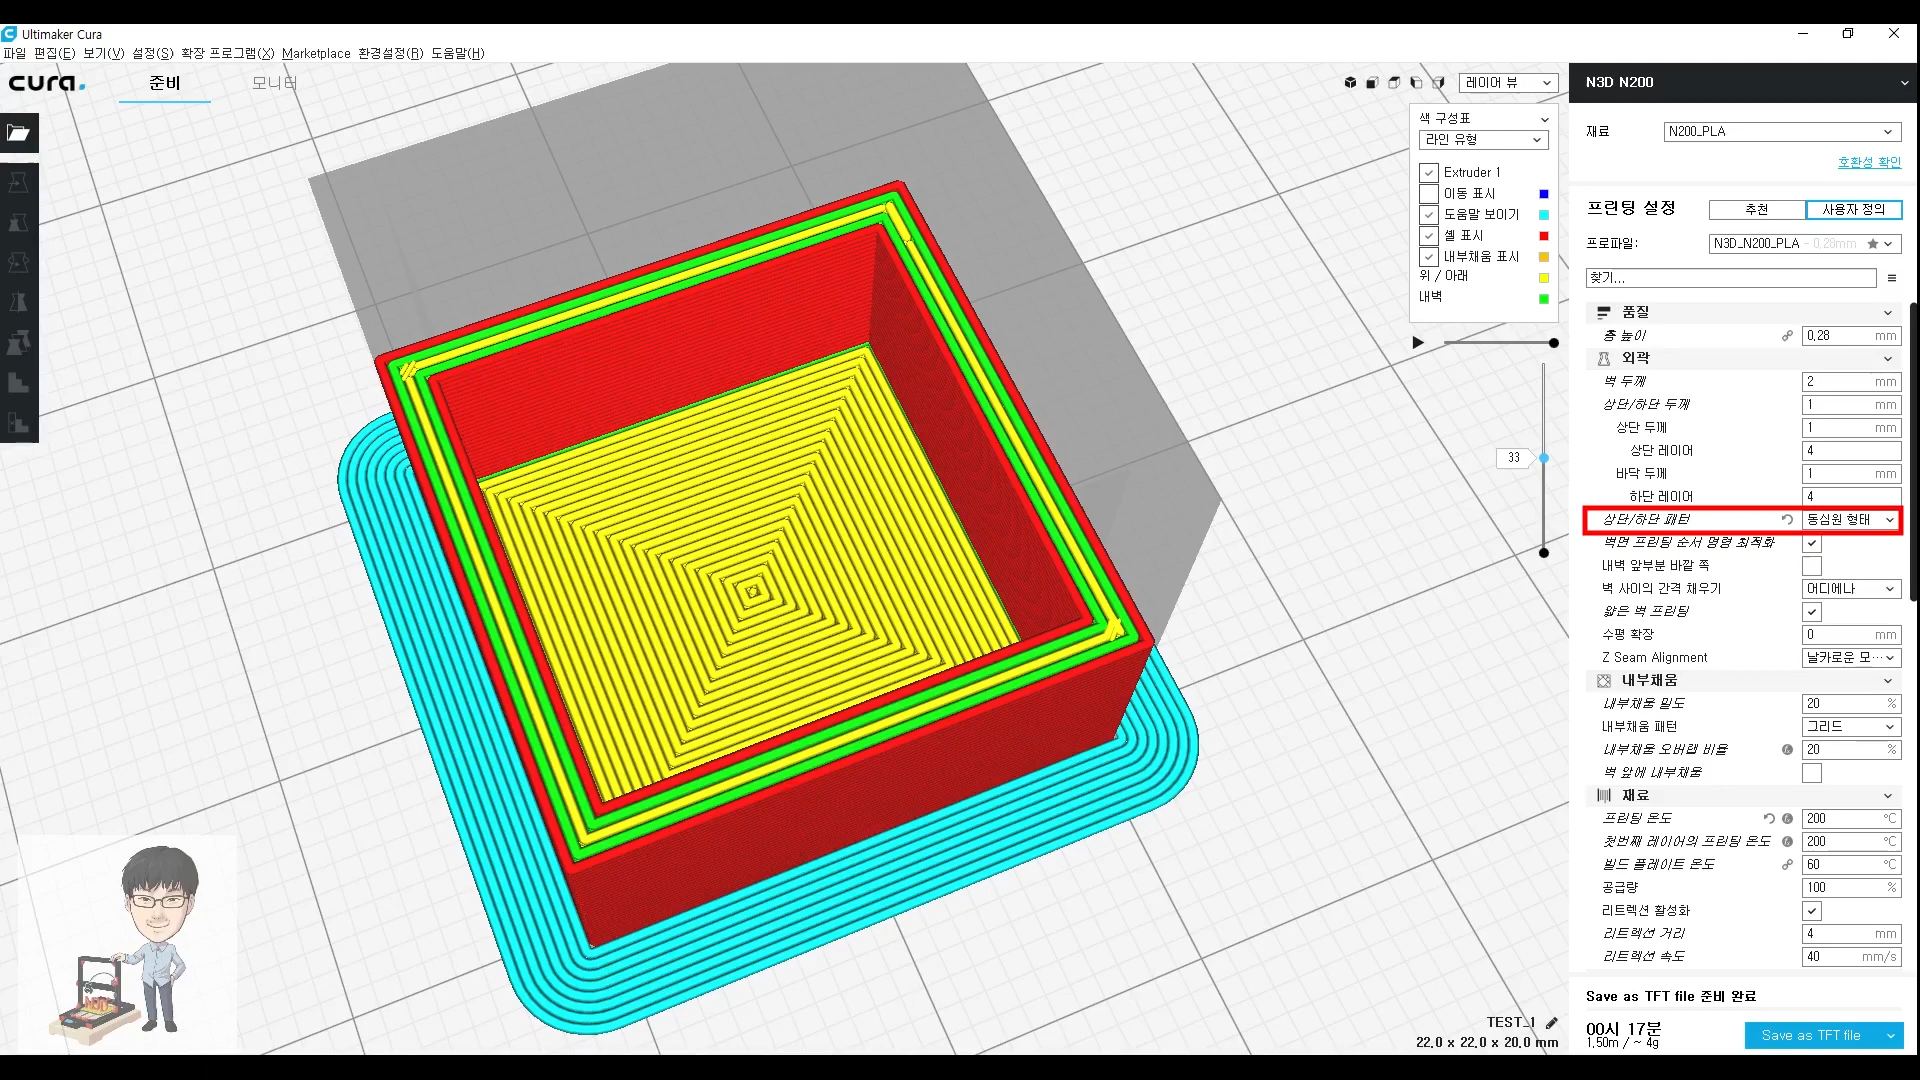 Ultimaker Cura
파일 편집(E) 보기(V) 설정(S) 확장 프로그램(X) Marketplace 환경설정(R) 도움말(H)
cura.
준비
모니터
레이어 뷰
색 구성표
라인 유형
Extruder 1
이동 표시
도움말 보이기
셸 표시
내부채움 표시
위 / 아래
내벽
33
TEST_1
22.0 x 22.0 x 20.0 mm
N3D N200
재료
N200_PLA
호환성 확인
프린팅 설정
추천
사용자 정의
프로파일:
N3D_N200_PLA - 0.28mm
찾기...
품질
층 높이
0.28 mm
외곽
벽 두께
2 mm
상단/하단 두께
1 mm
상단 두께
1 mm
상단 레이어
4
바닥 두께
1 mm
하단 레이어
4
상단/하단 패턴
동심원 형태
벽면 프린팅 순서 명령 최적화
내벽 앞부분 바깥 쪽
벽 사이의 간격 채우기
어디에나
얇은 벽 프린팅
수평 확장
0 mm
Z Seam Alignment
날카로운 모…
내부채움
내부채움 밀도
20 %
내부채움 패턴
그리드
내부채움 오버랩 비율
20 %
벽 앞에 내부채움
재료
프린팅 온도
200 °C
첫번째 레이어의 프린팅 온도
200 °C
빌드 플레이트 온도
60 °C
공급량
100 %
리트렉션 활성화
리트렉션 거리
4 mm
리트렉션 속도
40 mm/s
Save as TFT file 준비 완료
00시 17분
1.50m / ~ 4g
Save as TFT file